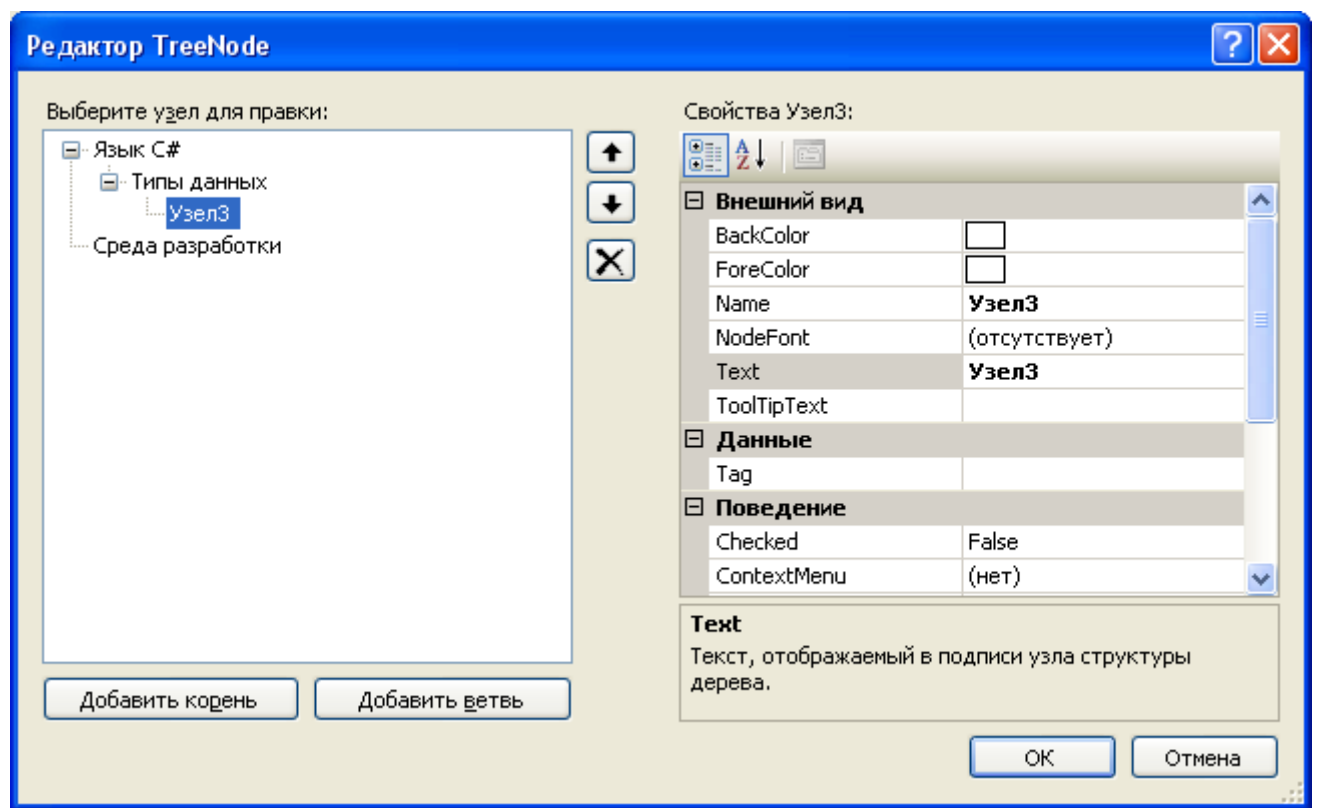 Редактор TreeNode
Выберите узел для правки:
Язык C#
Типы данных
Узел3
Среда разработки
Добавить корень
Добавить ветвь
Свойства Узел3:
Внешний вид
BackColor
ForeColor
Name Узел3
NodeFont (отсутствует)
Text Узел3
ToolTipText
Данные
Tag
Поведение
Checked False
ContextMenu (нет)
Text
Текст, отображаемый в подписи узла структуры
дерева.
ОК
Отмена